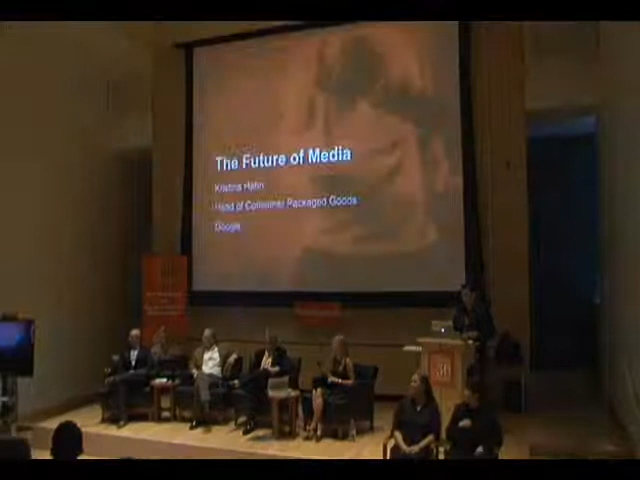 The Future of Media
Kristina Hahn
Head of Consumer Packaged Goods
Google